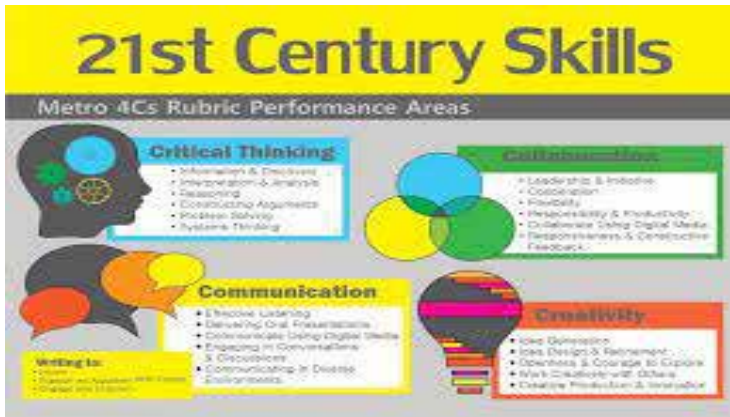 21st Century Skills
Metro 4Cs Rubric Performance Areas
Critical Thinking
• Information & Discovery
• Interpretation & Analysis
• Reasoning
• Constructing Arguments
• Problem Solving
• Systems Thinking
Collaboration
• Leadership & Initiative
• Cooperation
• Flexibility
• Responsibility & Productivity
• Collaborate Using Digital Media
• Responsiveness & Constructive
Feedback
Communication
• Effective Listening
• Delivering Oral Presentations
• Communicate Using Digital Media
• Engaging in Conversations
& Discussions
• Communicating in Diverse
Environments
Writing to:
Creativity
• Idea Generation
• Idea Design & Refinement
• Openness & Courage to Explore
• Work Creatively with Others
• Creative Production & Innovation